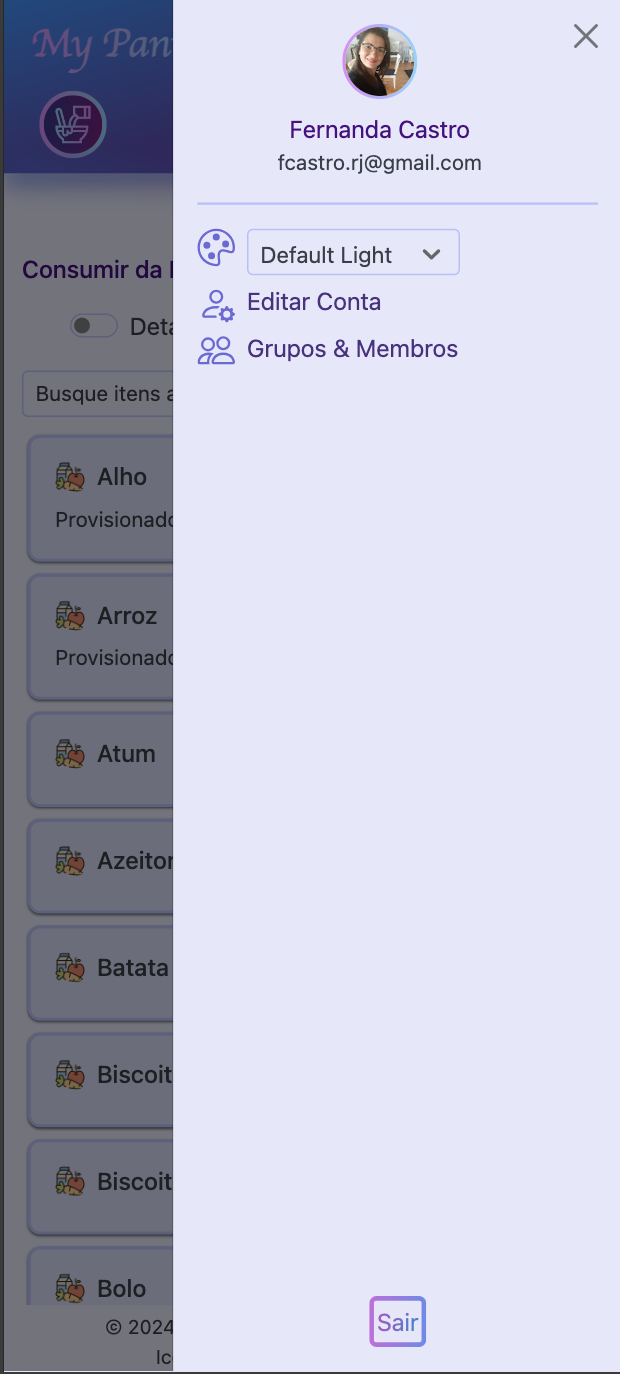 My Pan
Fernanda Castro
fcastro.rj@gmail.com
Default Light
Editar Conta
Grupos & Membros
Sair
Consumir da
Deta
Busque itens a
Alho
Provisionado
Arroz
Provisionado
Atum
Azeiton
Batata
Biscoit
Biscoit
Bolo
© 2024
Ic